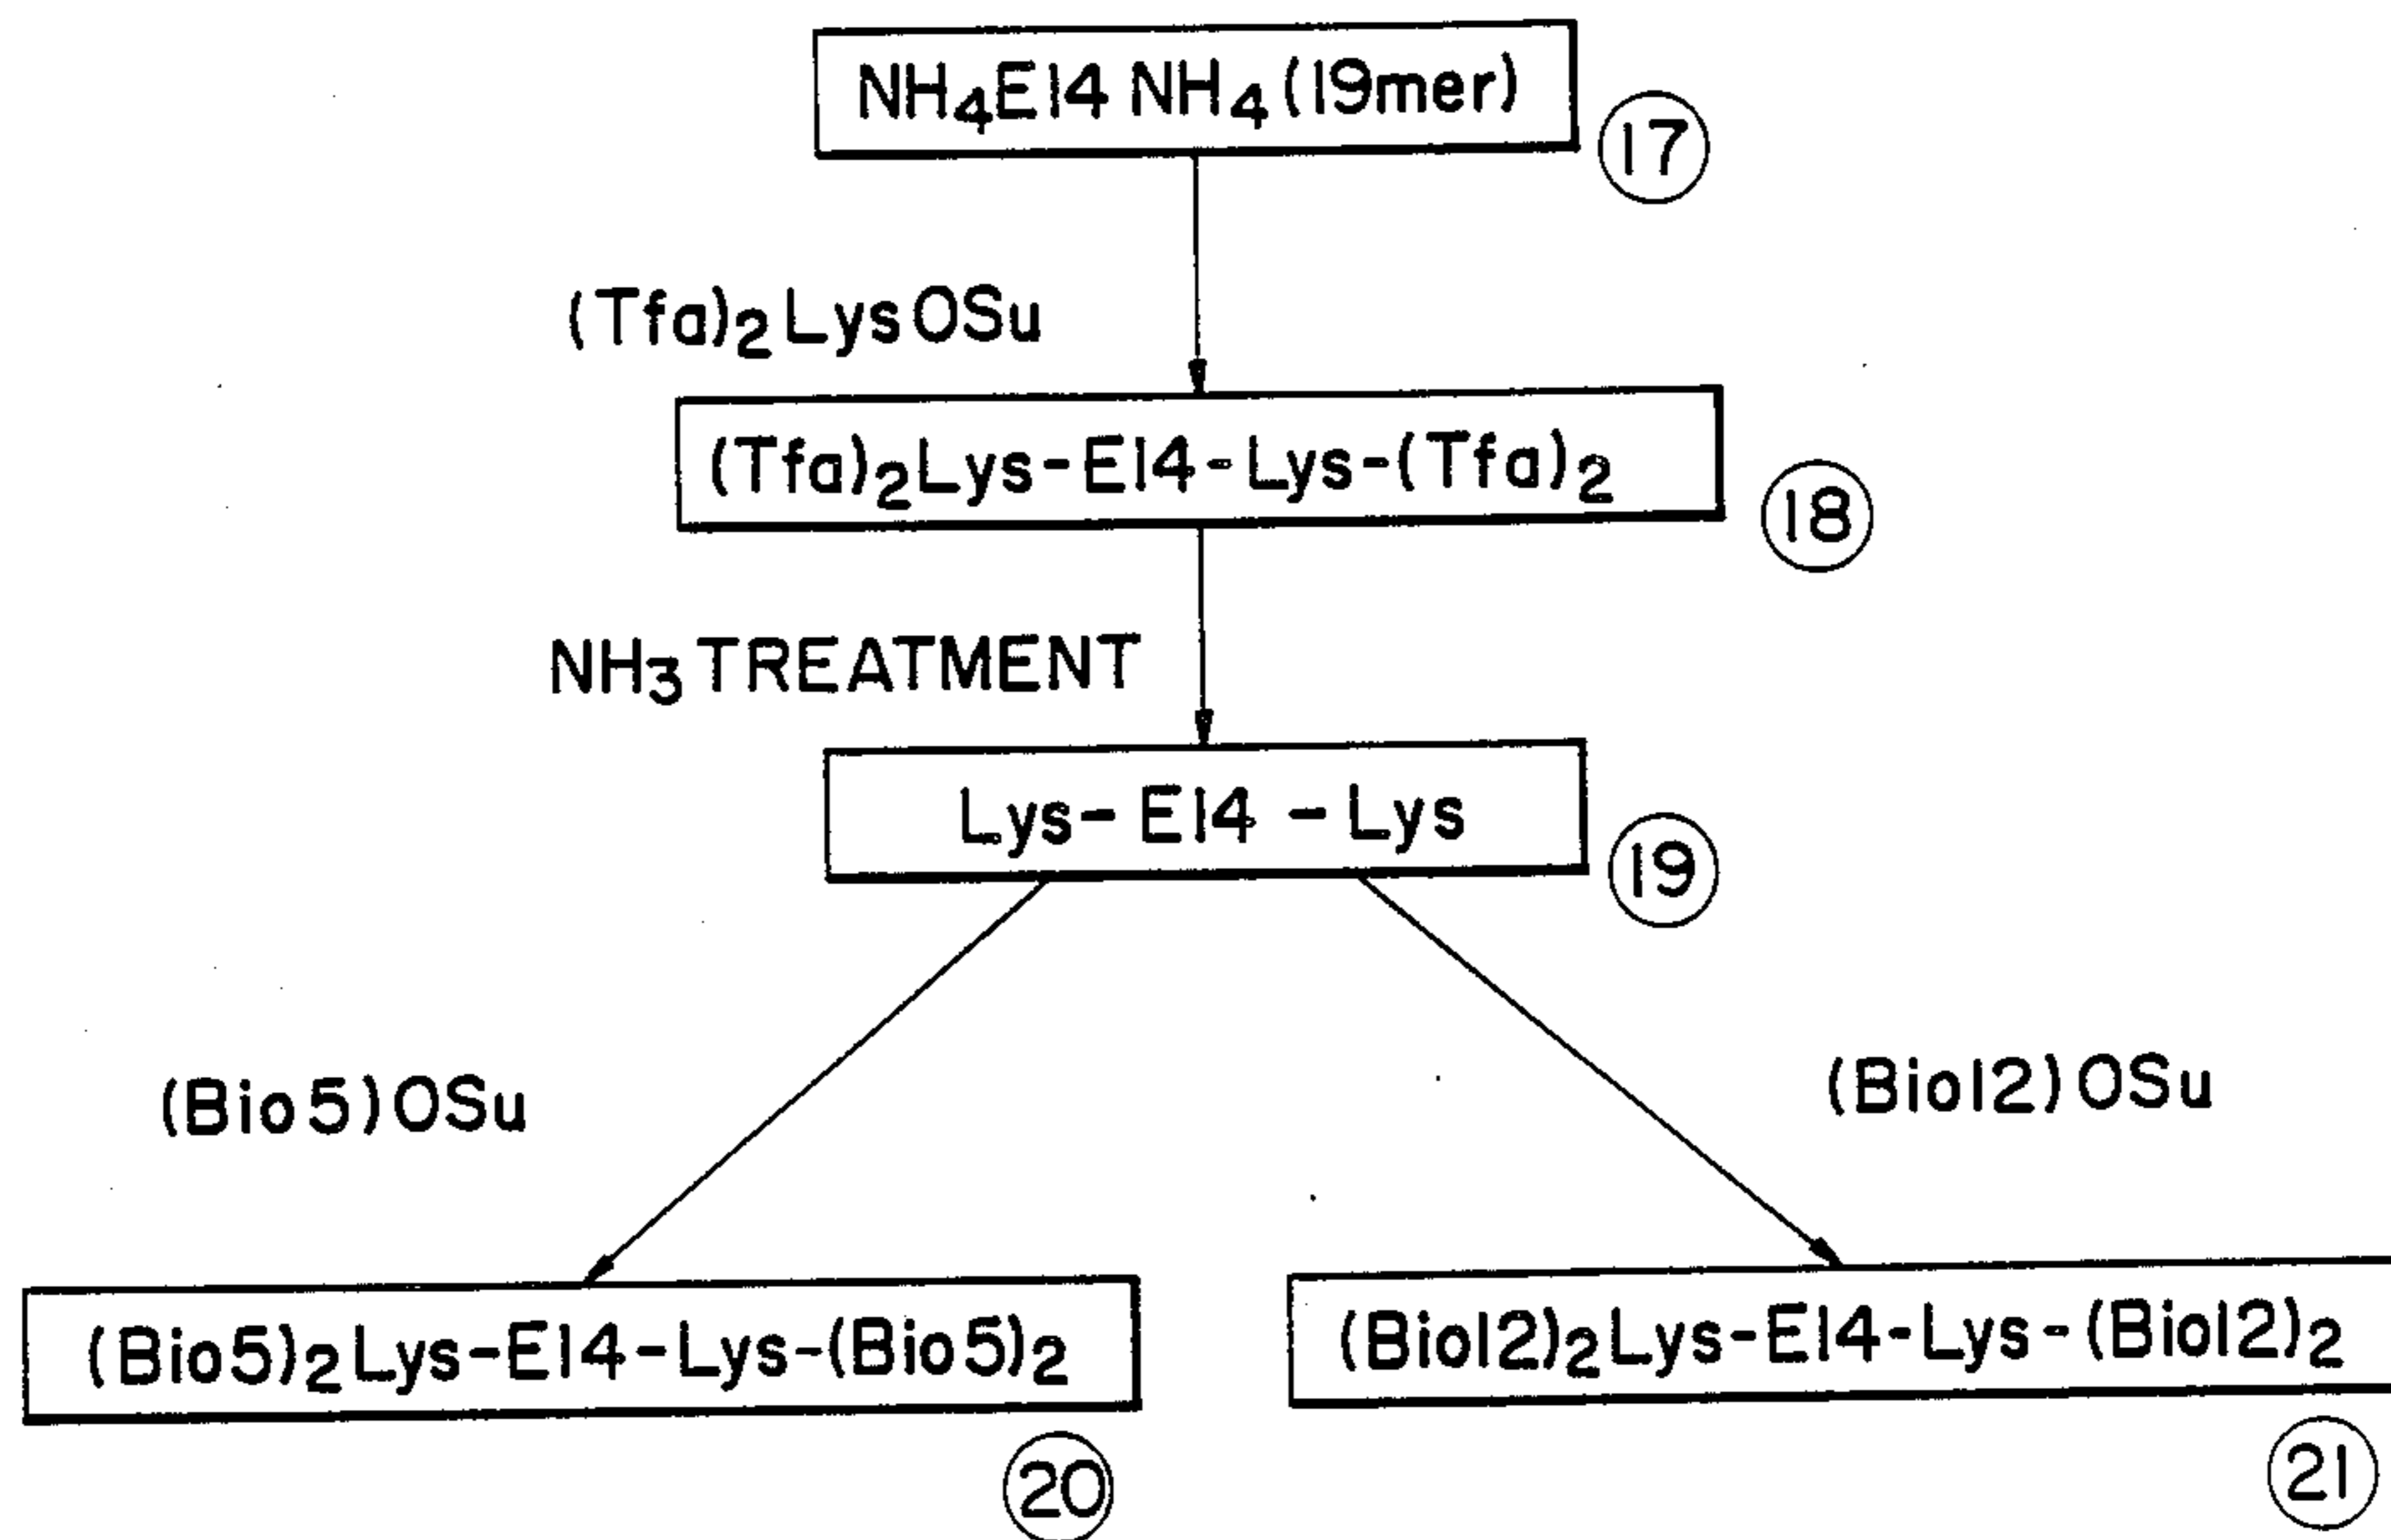 NH₄E14 NH₄(19mer)
17
(Tfa)₂LysOSu
(Tfa)₂Lys-E14-Lys-(Tfa)₂
18
NH₃ TREATMENT
Lys-E14-Lys
19
(Bio5)OSu
(Bio12)OSu
(Bio5)₂Lys-E14-Lys-(Bio5)₂
(Bio12)₂Lys-E14-Lys-(Bio12)₂
20
21